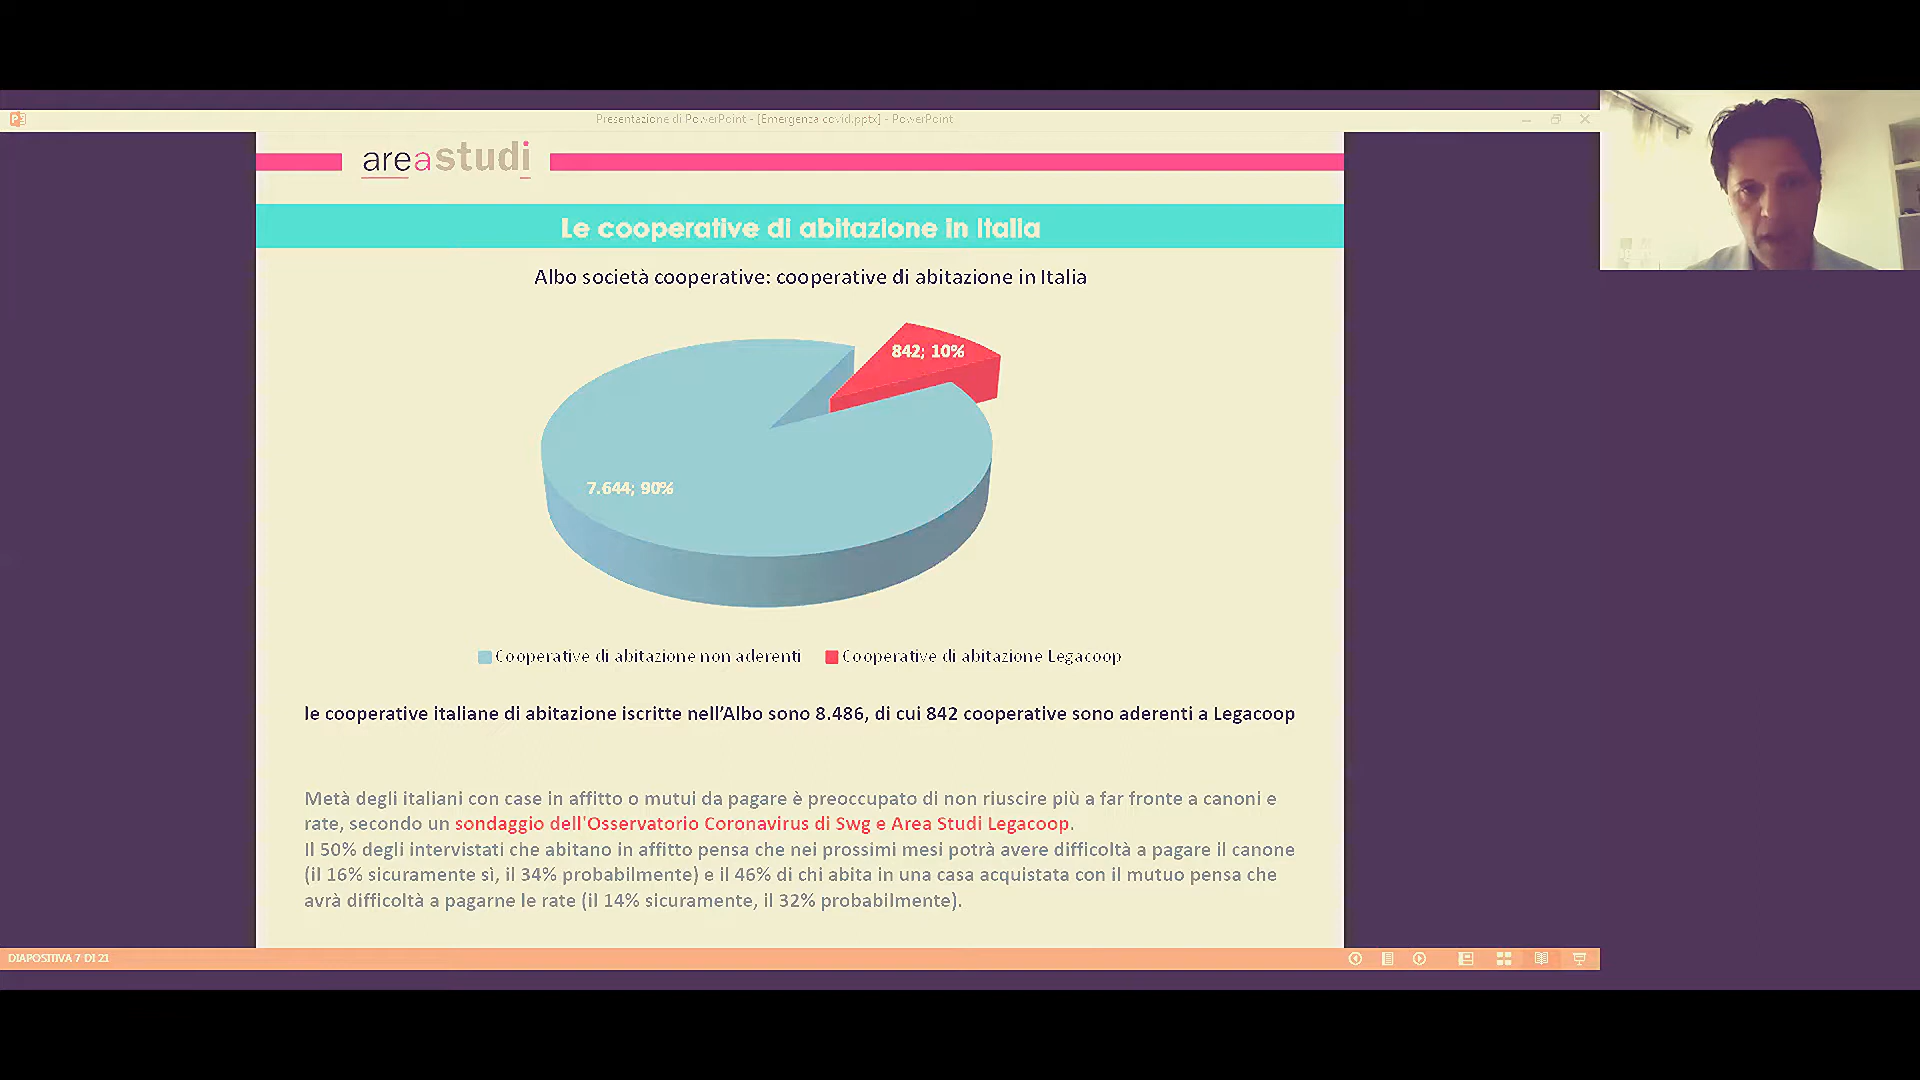 Presentazione di PowerPoint - [Emergenza covid.pptx] - PowerPoint
areastudi
Le cooperative di abitazione in Italia
Albo società cooperative: cooperative di abitazione in Italia
842; 10%
7.644; 90%
Cooperative di abitazione non aderenti
Cooperative di abitazione Legacoop
le cooperative italiane di abitazione iscritte nell'Albo sono 8.486, di cui 842 cooperative sono aderenti a Legacoop
Metà degli italiani con case in affitto o mutui da pagare è preoccupato di non riuscire più a far fronte a canoni e
rate, secondo un sondaggio dell'Osservatorio Coronavirus di Swg e Area Studi Legacoop.
Il 50% degli intervistati che abitano in affitto pensa che nei prossimi mesi potrà avere difficoltà a pagare il canone
(il 16% sicuramente sì, il 34% probabilmente) e il 46% di chi abita in una casa acquistata con il mutuo pensa che
avrà difficoltà a pagarne le rate (il 14% sicuramente, il 32% probabilmente).
DIAPOSITIVA 7 DI 21